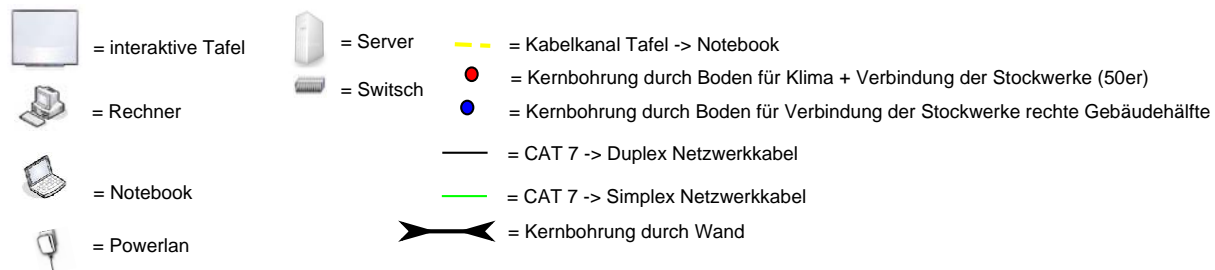 = interaktive Tafel
= Rechner
= Notebook
= Powerlan
= Server
= Switsch
= Kabelkanal Tafel -> Notebook
= Kernbohrung durch Boden für Klima + Verbindung der Stockwerke (50er)
= Kernbohrung durch Boden für Verbindung der Stockwerke rechte Gebäudehälfte
= CAT 7 -> Duplex Netzwerkkabel
= CAT 7 -> Simplex Netzwerkkabel
= Kernbohrung durch Wand